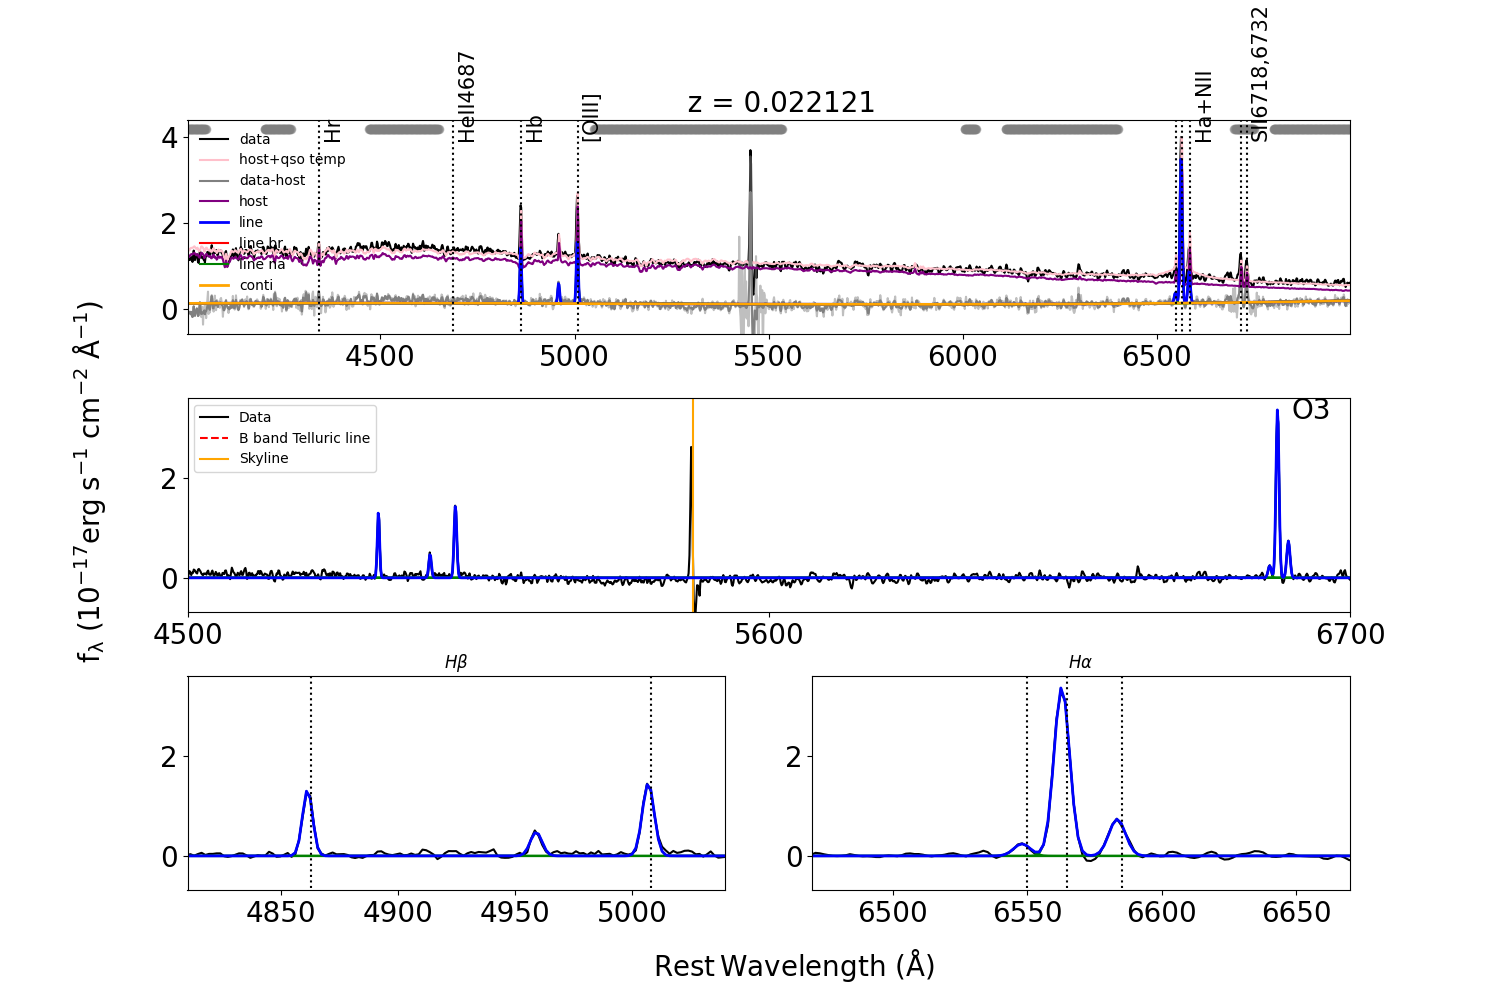 z = 0.022121
Hr
HeII4687
Hb
[OIII]
Ha+NII
SII6718,6732
data
host+qso temp
data-host
host
line
line br
line na
conti
4
2
0
4500
5000
5500
6000
6500
Data
B band Telluric line
Skyline
O3
2
0
4500
5600
6700
fλ (10⁻¹⁷erg s⁻¹ cm⁻² Å⁻¹)
Hβ
2
0
4850
4900
4950
5000
Hα
2
0
6500
6550
6600
6650
Rest Wavelength (Å)